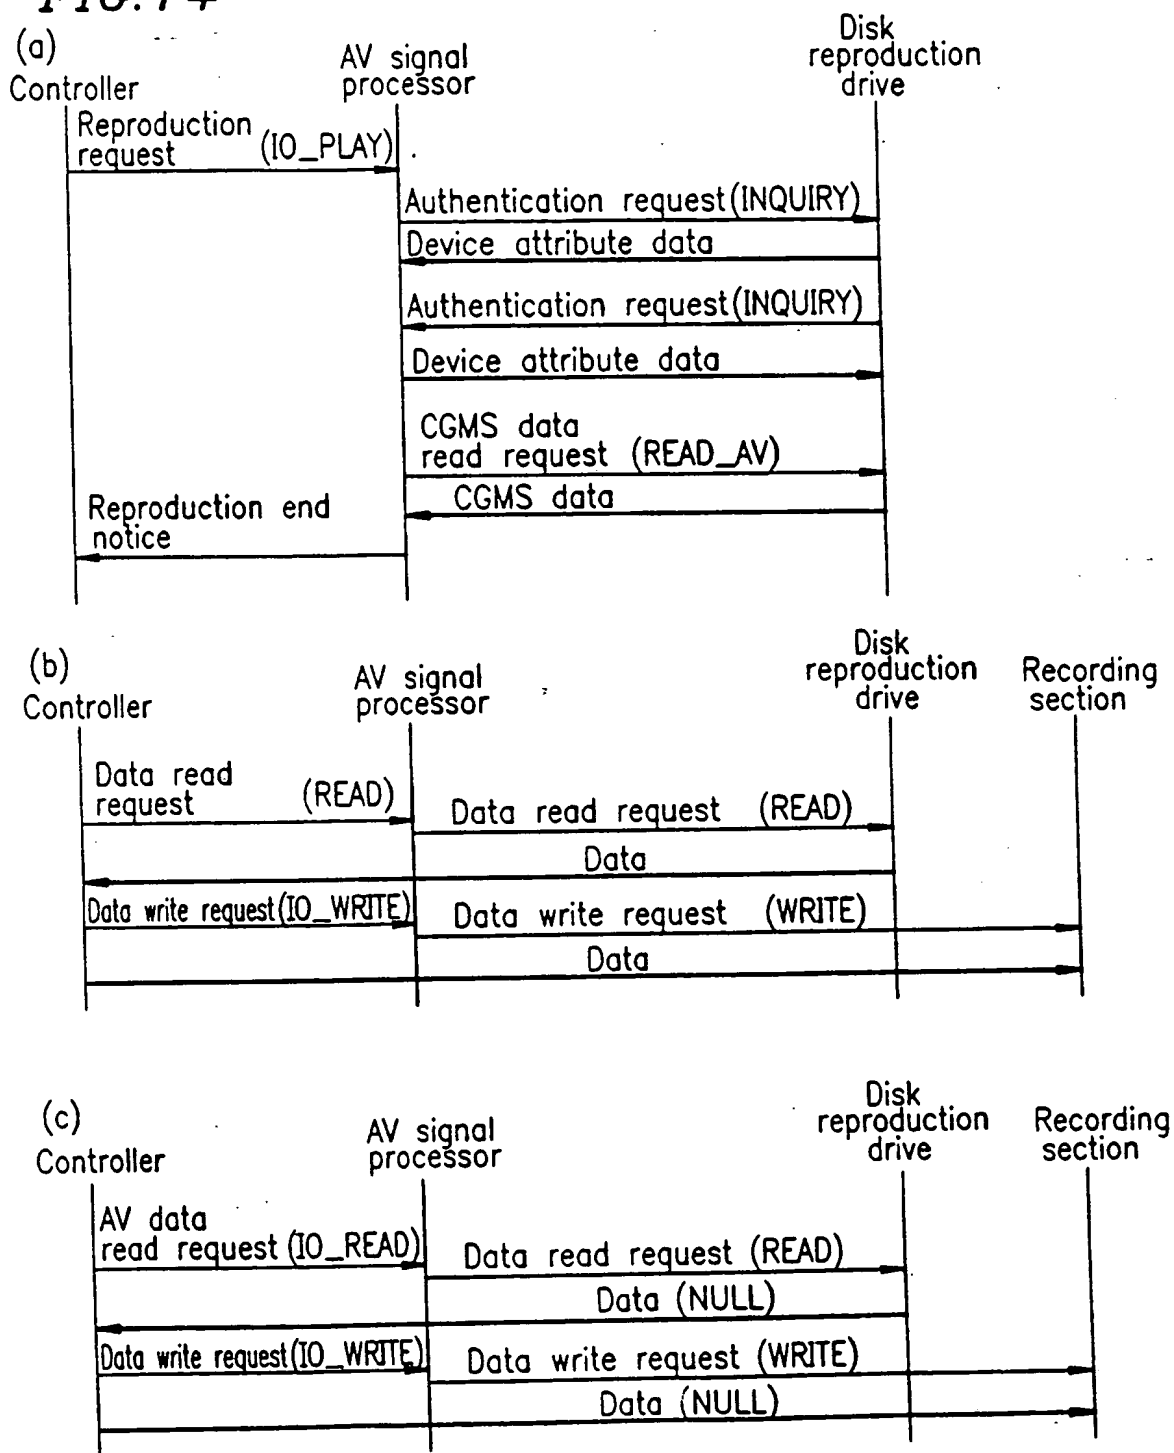 FIG. 14
(a)
Controller
AV signal
processor
Disk
reproduction
drive
Reproduction
request (IO_PLAY)
Authentication request(INQUIRY)
Device attribute data
Authentication request(INQUIRY)
Device attribute data
CGMS data
read request (READ_AV)
CGMS data
Reproduction end
notice
(b)
Controller
AV signal
processor
Disk
reproduction
drive
Recording
section
Data read
request (READ)
Data read request (READ)
Data
Data write request(IO_WRITE)
Data write request (WRITE)
Data
(c)
Controller
AV signal
processor
Disk
reproduction
drive
Recording
section
AV data
read request (IO_READ)
Data read request (READ)
Data (NULL)
Data write request(IO_WRITE)
Data write request (WRITE)
Data (NULL)